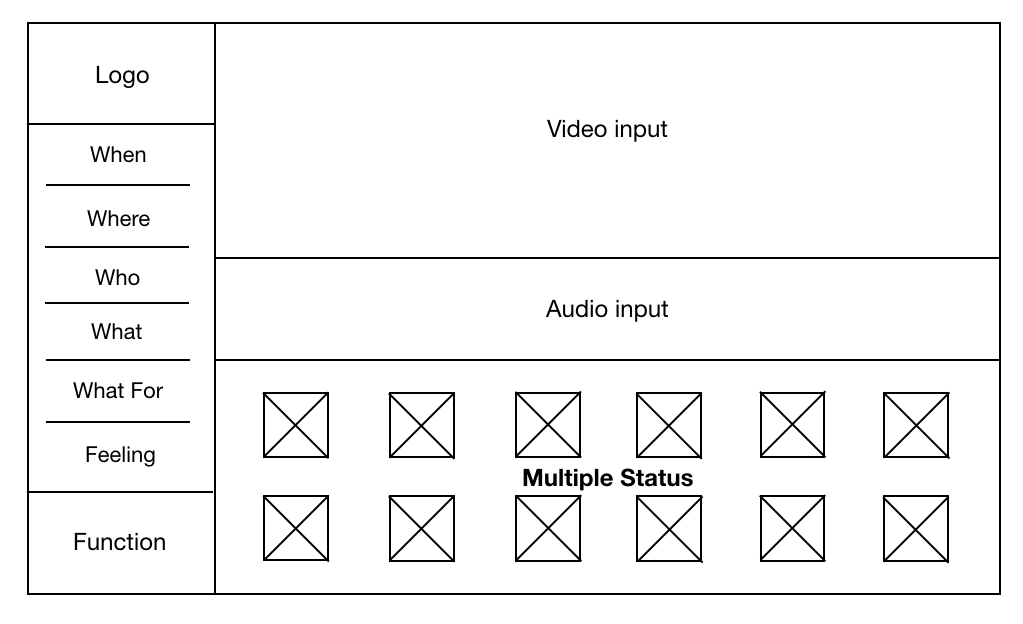 Logo
When
Where
Who
What
What For
Feeling
Function
Video input
Audio input
Multiple Status